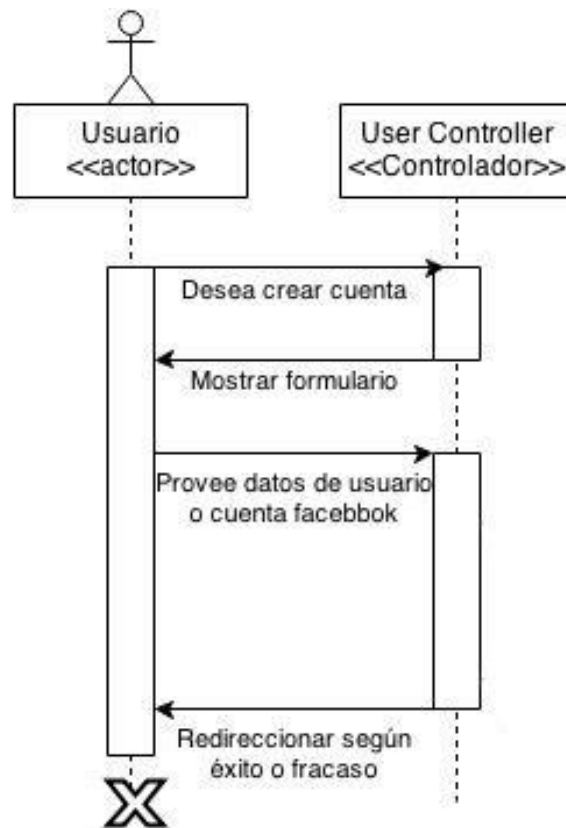 Usuario
<<actor>>
User Controller
<<Controlador>>
Desea crear cuenta
Mostrar formulario
Provee datos de usuario
o cuenta facebbok
Redireccionar según
éxito o fracaso